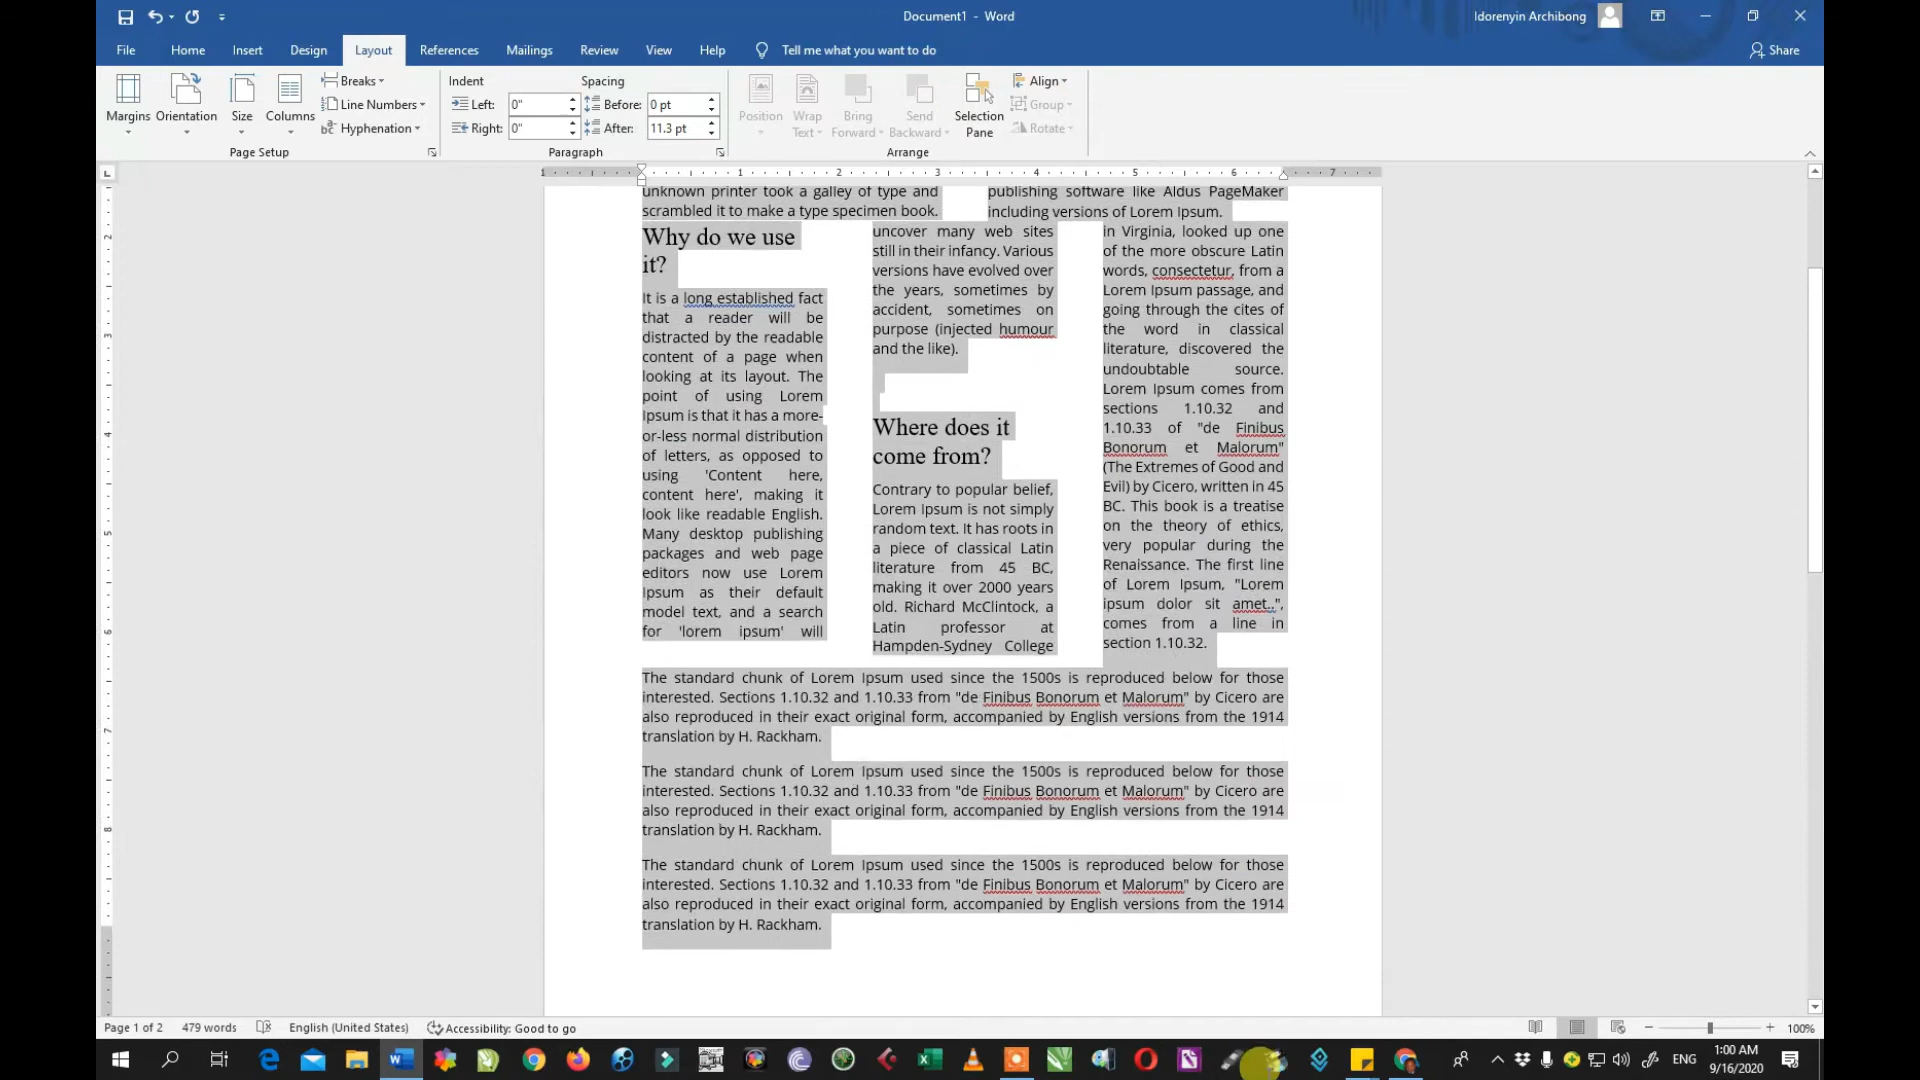 Document1 - Word
Idorenyin Archibong
File Home Insert Design Layout References Mailings Review View Help Tell me what you want to do
Share
Margins
Orientation
Size
Columns
Breaks
Line Numbers
Hyphenation
Page Setup
Indent
Left: 0"
Right: 0"
Spacing
Before: 0 pt
After: 11.3 pt
Paragraph
Position
Wrap
Text
Bring
Forward
Send
Backward
Selection
Pane
Align
Group
Rotate
Arrange
1 1 2 3 4 5 6 7
unknown printer took a galley of type and
scrambled it to make a type specimen book.
publishing software like Aldus PageMaker
including versions of Lorem Ipsum.
Why do we use
it?
It is a long established fact
that a reader will be
distracted by the readable
content of a page when
looking at its layout. The
point of using Lorem
Ipsum is that it has a more-
or-less normal distribution
of letters, as opposed to
using 'Content here,
content here', making it
look like readable English.
Many desktop publishing
packages and web page
editors now use Lorem
Ipsum as their default
model text, and a search
for 'lorem ipsum' will
uncover many web sites
still in their infancy. Various
versions have evolved over
the years, sometimes by
accident, sometimes on
purpose (injected humour
and the like).
Where does it
come from?
Contrary to popular belief,
Lorem Ipsum is not simply
random text. It has roots in
a piece of classical Latin
literature from 45 BC,
making it over 2000 years
old. Richard McClintock, a
Latin professor at
Hampden-Sydney College
in Virginia, looked up one
of the more obscure Latin
words, consectetur, from a
Lorem Ipsum passage, and
going through the cites of
the word in classical
literature, discovered the
undoubtable source.
Lorem Ipsum comes from
sections 1.10.32 and
1.10.33 of "de Finibus
Bonorum et Malorum"
(The Extremes of Good and
Evil) by Cicero, written in 45
BC. This book is a treatise
on the theory of ethics,
very popular during the
Renaissance. The first line
of Lorem Ipsum, "Lorem
ipsum dolor sit amet..",
comes from a line in
section 1.10.32.
The standard chunk of Lorem Ipsum used since the 1500s is reproduced below for those
interested. Sections 1.10.32 and 1.10.33 from "de Finibus Bonorum et Malorum" by Cicero are
also reproduced in their exact original form, accompanied by English versions from the 1914
translation by H. Rackham.
The standard chunk of Lorem Ipsum used since the 1500s is reproduced below for those
interested. Sections 1.10.32 and 1.10.33 from "de Finibus Bonorum et Malorum" by Cicero are
also reproduced in their exact original form, accompanied by English versions from the 1914
translation by H. Rackham.
The standard chunk of Lorem Ipsum used since the 1500s is reproduced below for those
interested. Sections 1.10.32 and 1.10.33 from "de Finibus Bonorum et Malorum" by Cicero are
also reproduced in their exact original form, accompanied by English versions from the 1914
translation by H. Rackham.
2
3
4
5
6
7
8
Page 1 of 2 479 words English (United States) Accessibility: Good to go
100%
ENG
1:00 AM
9/16/2020